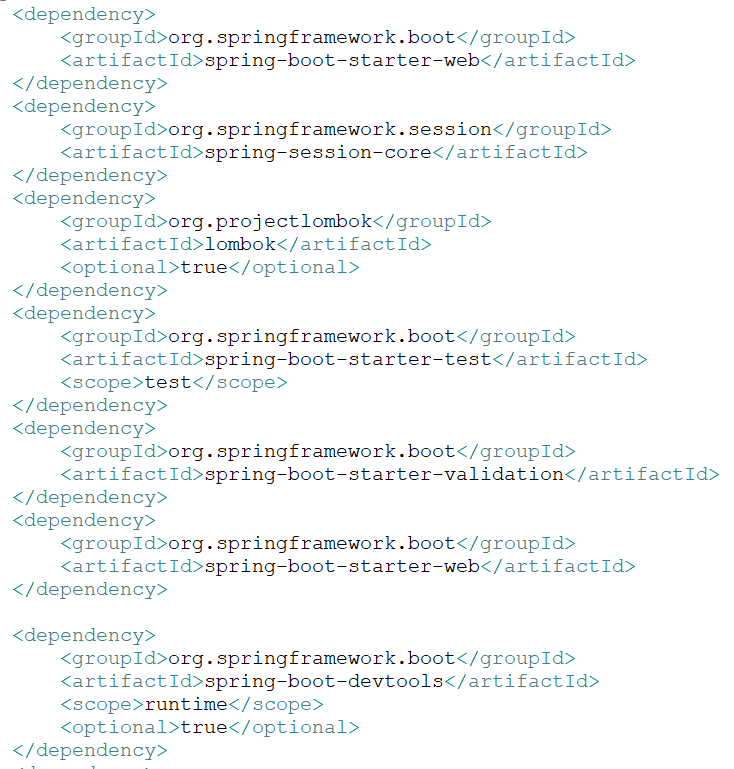 <dependency>
    <groupId>org.springframework.boot</groupId>
    <artifactId>spring-boot-starter-web</artifactId>
</dependency>
<dependency>
    <groupId>org.springframework.session</groupId>
    <artifactId>spring-session-core</artifactId>
</dependency>
<dependency>
    <groupId>org.projectlombok</groupId>
    <artifactId>lombok</artifactId>
    <optional>true</optional>
</dependency>
<dependency>
    <groupId>org.springframework.boot</groupId>
    <artifactId>spring-boot-starter-test</artifactId>
    <scope>test</scope>
</dependency>
<dependency>
    <groupId>org.springframework.boot</groupId>
    <artifactId>spring-boot-starter-validation</artifactId>
</dependency>
<dependency>
    <groupId>org.springframework.boot</groupId>
    <artifactId>spring-boot-starter-web</artifactId>
</dependency>
<dependency>
    <groupId>org.springframework.boot</groupId>
    <artifactId>spring-boot-devtools</artifactId>
    <scope>runtime</scope>
    <optional>true</optional>
</dependency>